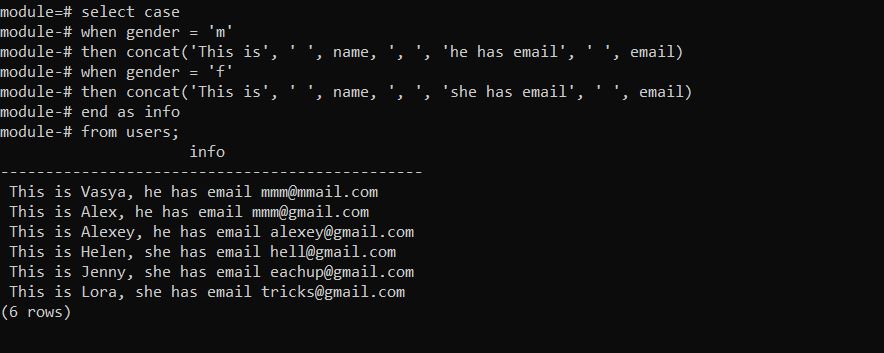 module=# select case
module-# when gender = 'm'
module-# then concat('This is', ' ', name, ', ', 'he has email', ' ', email)
module-# when gender = 'f'
module-# then concat('This is', ' ', name, ', ', 'she has email', ' ', email)
module-# end as info
module-# from users;
info
-----------------------------------------------
This is Vasya, he has email mmm@mmail.com
This is Alex, he has email mmm@gmail.com
This is Alexey, he has email alexey@gmail.com
This is Helen, she has email hell@gmail.com
This is Jenny, she has email eachup@gmail.com
This is Lora, she has email tricks@gmail.com
(6 rows)